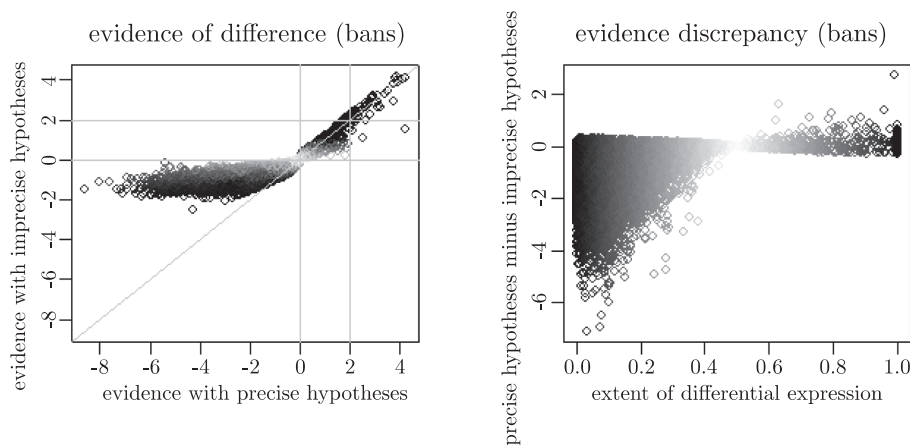 evidence of difference (bans)
evidence with imprecise hypotheses
4
2
0
-2
-4
-6
-8
-8 -6 -4 -2 0 2 4
evidence with precise hypotheses
evidence discrepancy (bans)
precise hypotheses minus imprecise hypotheses
2
0
-2
-4
-6
0.0 0.2 0.4 0.6 0.8 1.0
extent of differential expression